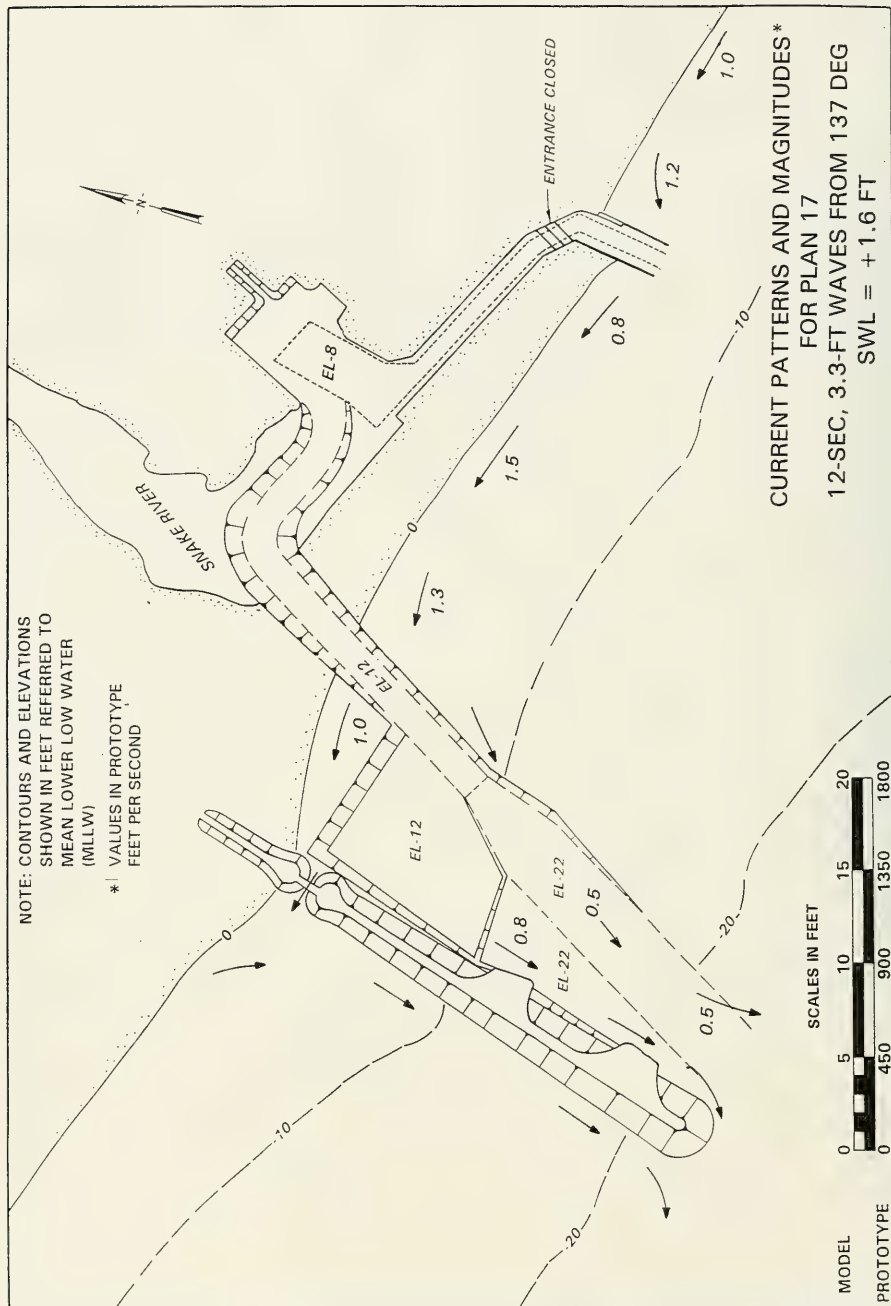 NOTE: CONTOURS AND ELEVATIONS
SHOWN IN FEET REFERRED TO
MEAN LOWER LOW WATER
(MLLW)
* VALUES IN PROTOTYPE
FEET PER SECOND
SNAKE RIVER
-N-
EL-8
ENTRANCE CLOSED
1.0
1.2
0.8
1.5
0
1.3
EL-12
1.0
EL-12
0
-10
-10
0.8
0.5
EL-22
EL-22
0.5
-20
-20
CURRENT PATTERNS AND MAGNITUDES*
FOR PLAN 17
12-SEC, 3.3-FT WAVES FROM 137 DEG
SWL = +1.6 FT
SCALES IN FEET
MODEL 0 5 10 15 20
PROTOTYPE 0 450 900 1350 1800